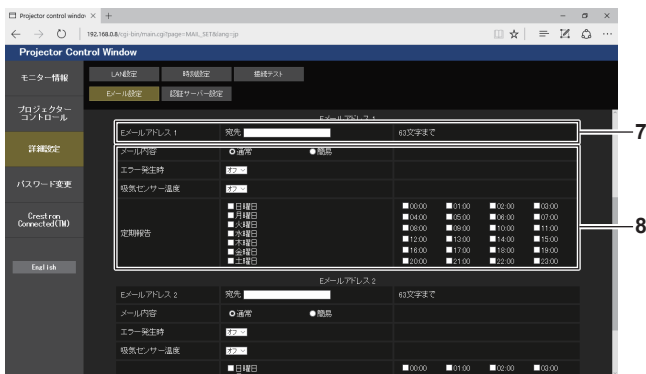 Projector control windov
192.168.0.8/cgi-bin/main.cgi?page=MAIL_SET&lang=jp
Projector Control Window
モニター情報
プロジェクター
コントロール
詳細設定
パスワード変更
Crestron
Connected(TM)
English
LAN設定 時刻設定 接続テスト
Eメール設定 認証サーバー設定
Eメールアドレス 1
Eメールアドレス 1 宛先 63文字まで 7
メール内容 通常 簡易
エラー発生時 オフ
吸気センサー温度 オフ
定期報告
日曜日
月曜日
火曜日
水曜日
木曜日
金曜日
土曜日
00:00 01:00 02:00 03:00
04:00 05:00 06:00 07:00
08:00 09:00 10:00 11:00
12:00 13:00 14:00 15:00
16:00 17:00 18:00 19:00
20:00 21:00 22:00 23:00
8
Eメールアドレス 2
Eメールアドレス 2 宛先 63文字まで
メール内容 通常 簡易
エラー発生時 オフ
吸気センサー温度 オフ
日曜日 00:00 01:00 02:00 03:00